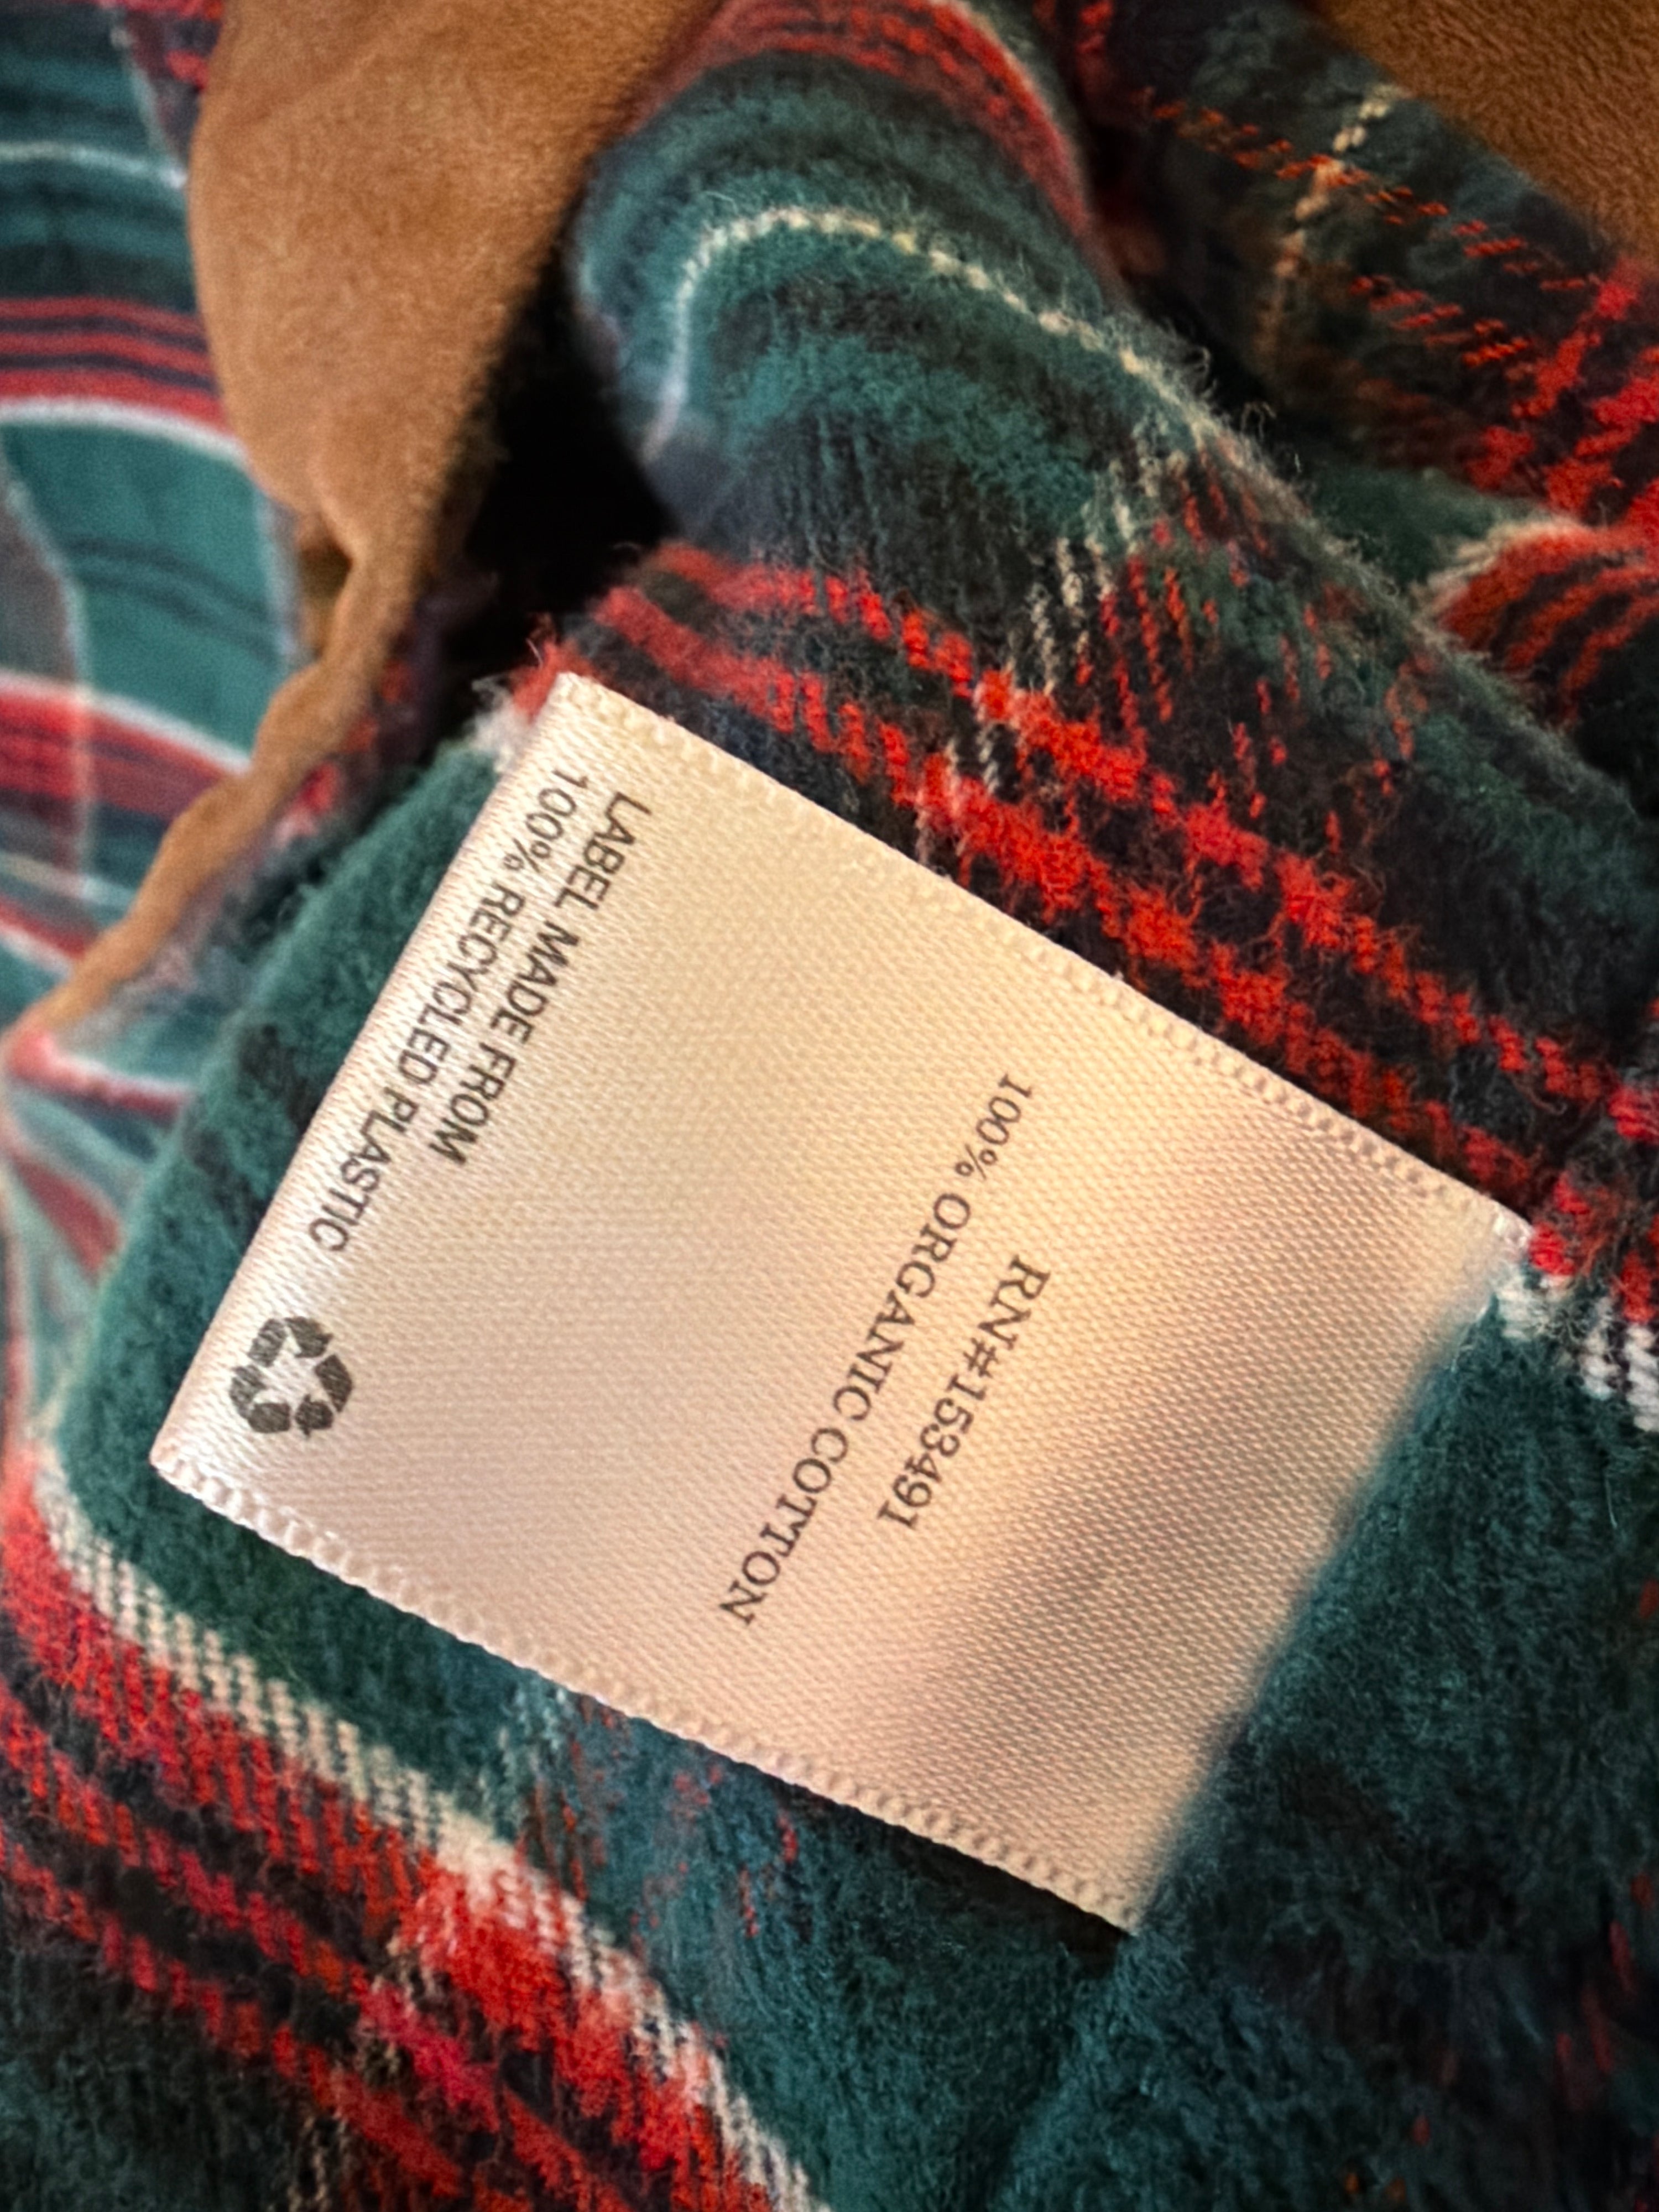 RN#153491
100% ORGANIC COTTON
LABEL MADE FROM
100% RECYCLED PLASTIC